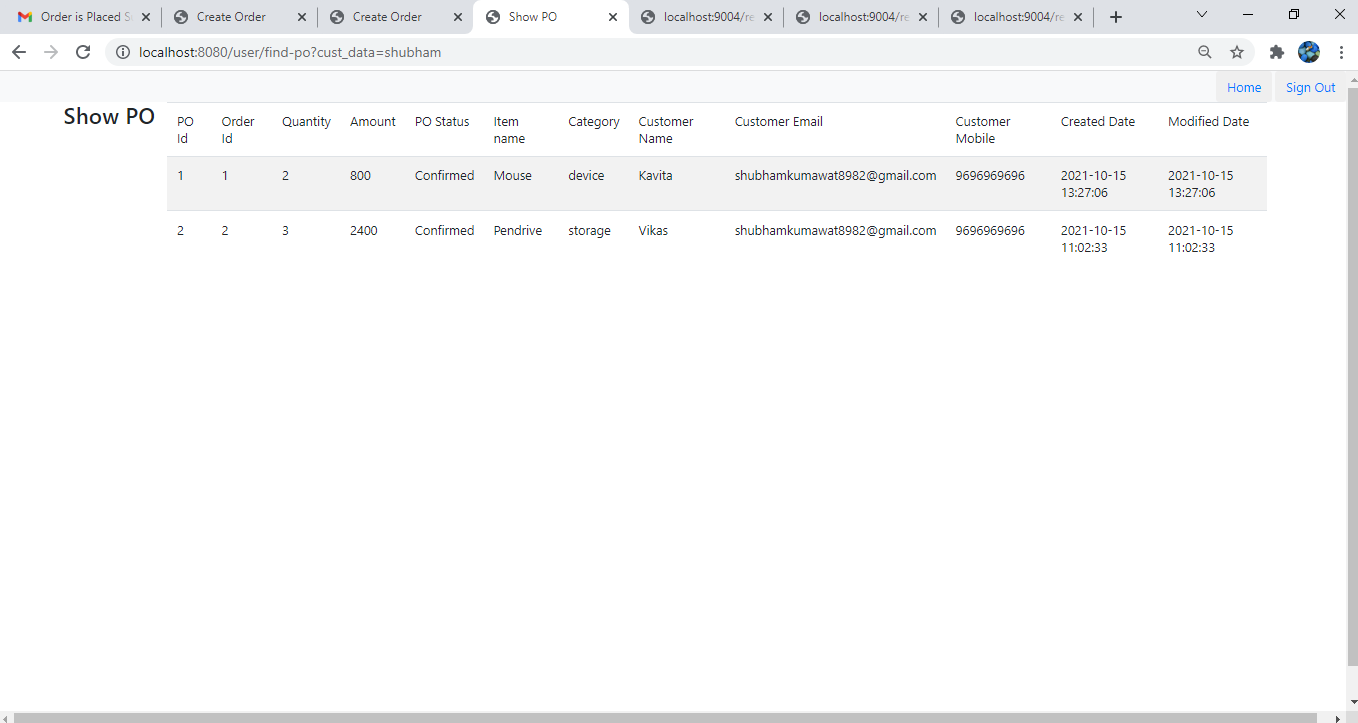 Order is Placed S
Create Order
Create Order
Show PO
localhost:9004/re
localhost:9004/re
localhost:9004/re
localhost:8080/user/find-po?cust_data=shubham
Home
Sign Out
Show PO
PO Id
Order Id
Quantity
Amount
PO Status
Item name
Category
Customer Name
Customer Email
Customer Mobile
Created Date
Modified Date
1 1 2 800 Confirmed Mouse device Kavita shubhamkumawat8982@gmail.com 9696969696 2021-10-15 13:27:06 2021-10-15 13:27:06
2 2 3 2400 Confirmed Pendrive storage Vikas shubhamkumawat8982@gmail.com 9696969696 2021-10-15 11:02:33 2021-10-15 11:02:33